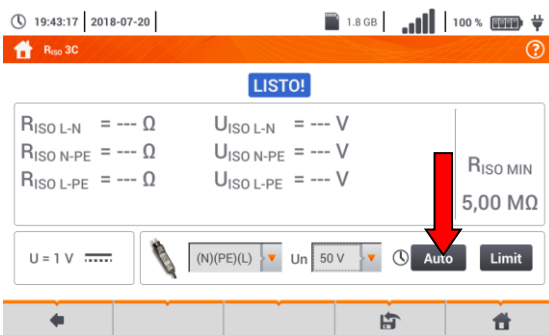 19:43:17 2018-07-20 1.8 GB 100 %
RISO 3C ?
LISTO!
RISO L-N = --- Ω UISO L-N = --- V
RISO N-PE = --- Ω UISO N-PE = --- V
RISO L-PE = --- Ω UISO L-PE = --- V
RISO MIN
5,00 MΩ
U = 1 V (N)(PE)(L) Un 50 V Auto Limit